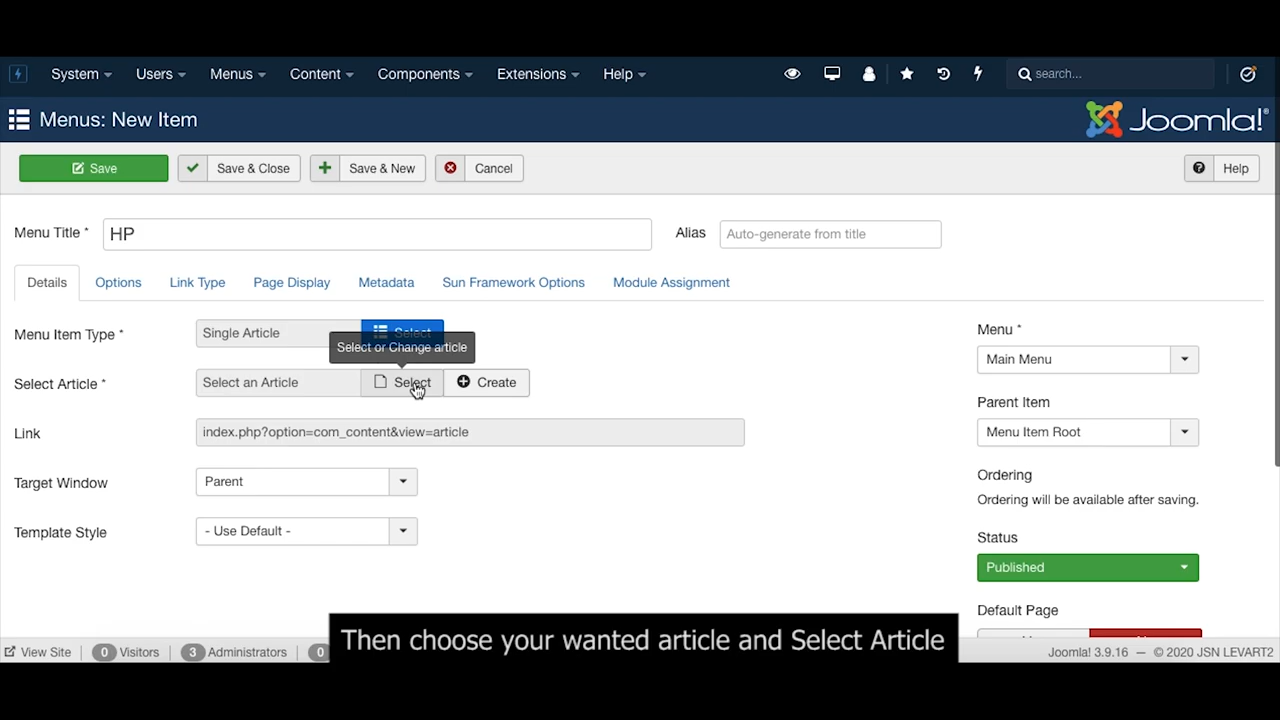 System Users Menus Content Components Extensions Help search...
Menus: New Item Joomla!®
Save Save & Close Save & New Cancel Help
Menu Title * HP Alias Auto-generate from title
Details Options Link Type Page Display Metadata Sun Framework Options Module Assignment
Menu Item Type * Single Article Select
Select or Change article
Select Article * Select an Article Select Create
Link index.php?option=com_content&view=article
Target Window Parent
Template Style - Use Default -
Menu *
Main Menu
Parent Item
Menu Item Root
Ordering
Ordering will be available after saving.
Status
Published
Default Page
Then choose your wanted article and Select Article
View Site 0 Visitors 3 Administrators 0 Joomla! 3.9.16 — © 2020 JSN LEVART2